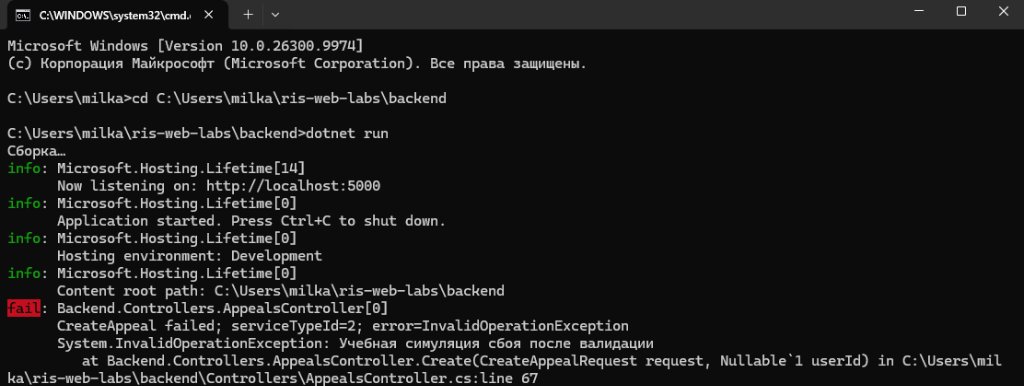 C:\WINDOWS\system32\cmd.
Microsoft Windows [Version 10.0.26300.9974]
(c) Корпорация Майкрософт (Microsoft Corporation). Все права защищены.
C:\Users\milka>cd C:\Users\milka\ris-web-labs\backend
C:\Users\milka\ris-web-labs\backend>dotnet run
Сборка…
info: Microsoft.Hosting.Lifetime[14]
Now listening on: http://localhost:5000
info: Microsoft.Hosting.Lifetime[0]
Application started. Press Ctrl+C to shut down.
info: Microsoft.Hosting.Lifetime[0]
Hosting environment: Development
info: Microsoft.Hosting.Lifetime[0]
Content root path: C:\Users\milka\ris-web-labs\backend
fail: Backend.Controllers.AppealsController[0]
CreateAppeal failed; serviceTypeId=2; error=InvalidOperationException
System.InvalidOperationException: Учебная симуляция сбоя после валидации
at Backend.Controllers.AppealsController.Create(CreateAppealRequest request, Nullable`1 userId) in C:\Users\mil
ka\ris-web-labs\backend\Controllers\AppealsController.cs:line 67